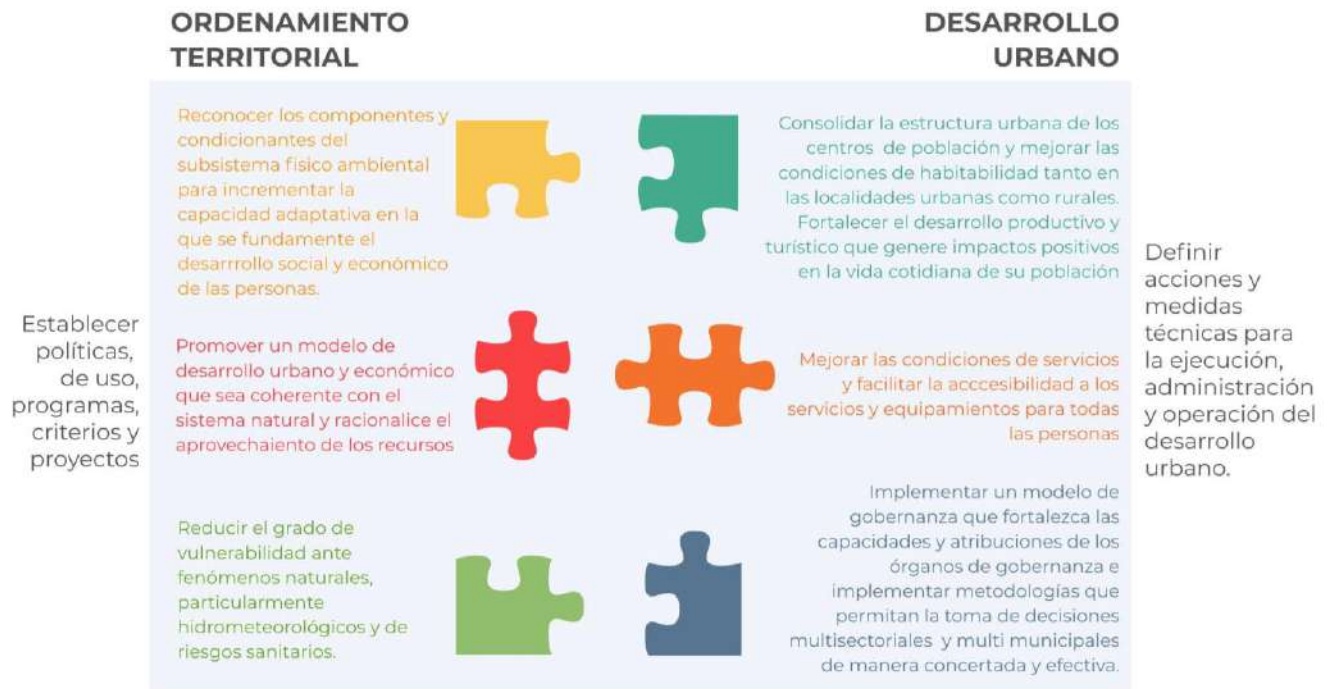 ORDENAMIENTO
TERRITORIAL
DESARROLLO
URBANO
Establecer
políticas,
de uso,
programas,
criterios y
proyectos
Reconocer los componentes y
condicionantes del
subsistema fisico ambiental
para incrementar la
capacidad adaptativa en la
que se fundamente el
desarrrollo social y económico
de las personas.
Promover un modelo de
desarrollo urbano y económico
que sea coherente con el
sistema natural y racionalice el
aprovechaiento de los recursos
Reducir el grado de
vulnerabilidad ante
fenómenos naturales,
particularmente
hidrometeorológicos y de
riesgos sanitarios.
Consolidar la estructura urbana de los
centros de población y mejorar las
condiciones de habitabilidad tanto en
las localidades urbanas como rurales.
Fortalecer el desarrollo productivo y
turístico que genere impactos positivos
en la vida cotidiana de su población
Mejorar las condiciones de servicios
y facilitar la acccesibilidad a los
servicios y equipamientos para todas
las personas
Implementar un modelo de
gobernanza que fortalezca las
capacidades y atribuciones de los
órganos de gobernanza e
implementar metodologías que
permitan la toma de decisiones
multisectoriales y multi municipales
de manera concertada y efectiva.
Definir
acciones y
medidas
técnicas para
la ejecución,
administración
y operación del
desarrollo
urbano.